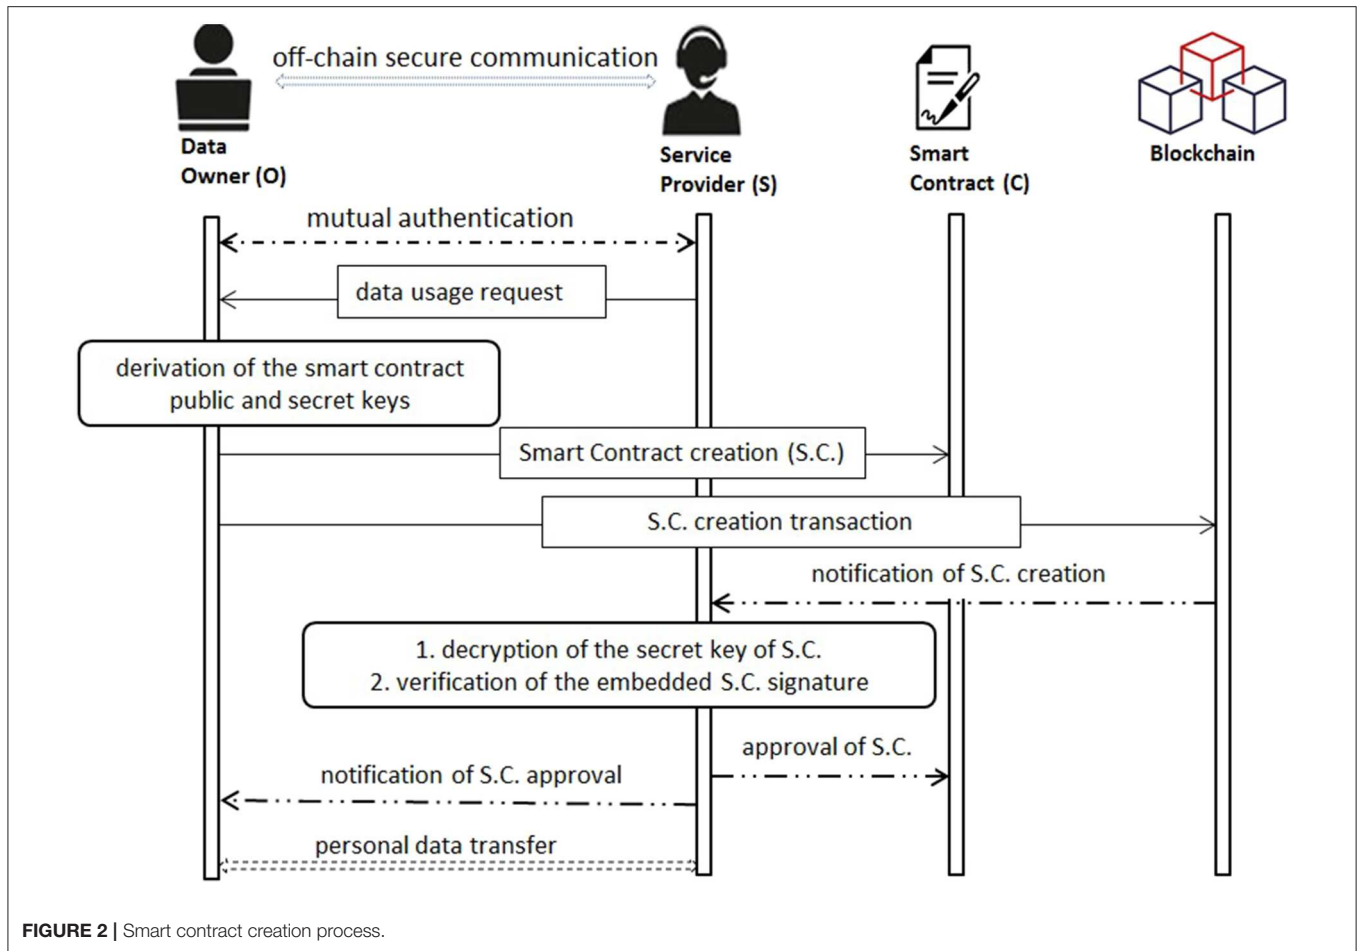 off-chain secure communication
Data
Owner (O)
Service
Provider (S)
Smart
Contract (C)
Blockchain
mutual authentication
data usage request
derivation of the smart contract
public and secret keys
Smart Contract creation (S.C.)
S.C. creation transaction
notification of S.C. creation
1. decryption of the secret key of S.C.
2. verification of the embedded S.C. signature
approval of S.C.
notification of S.C. approval
personal data transfer
FIGURE 2 | Smart contract creation process.